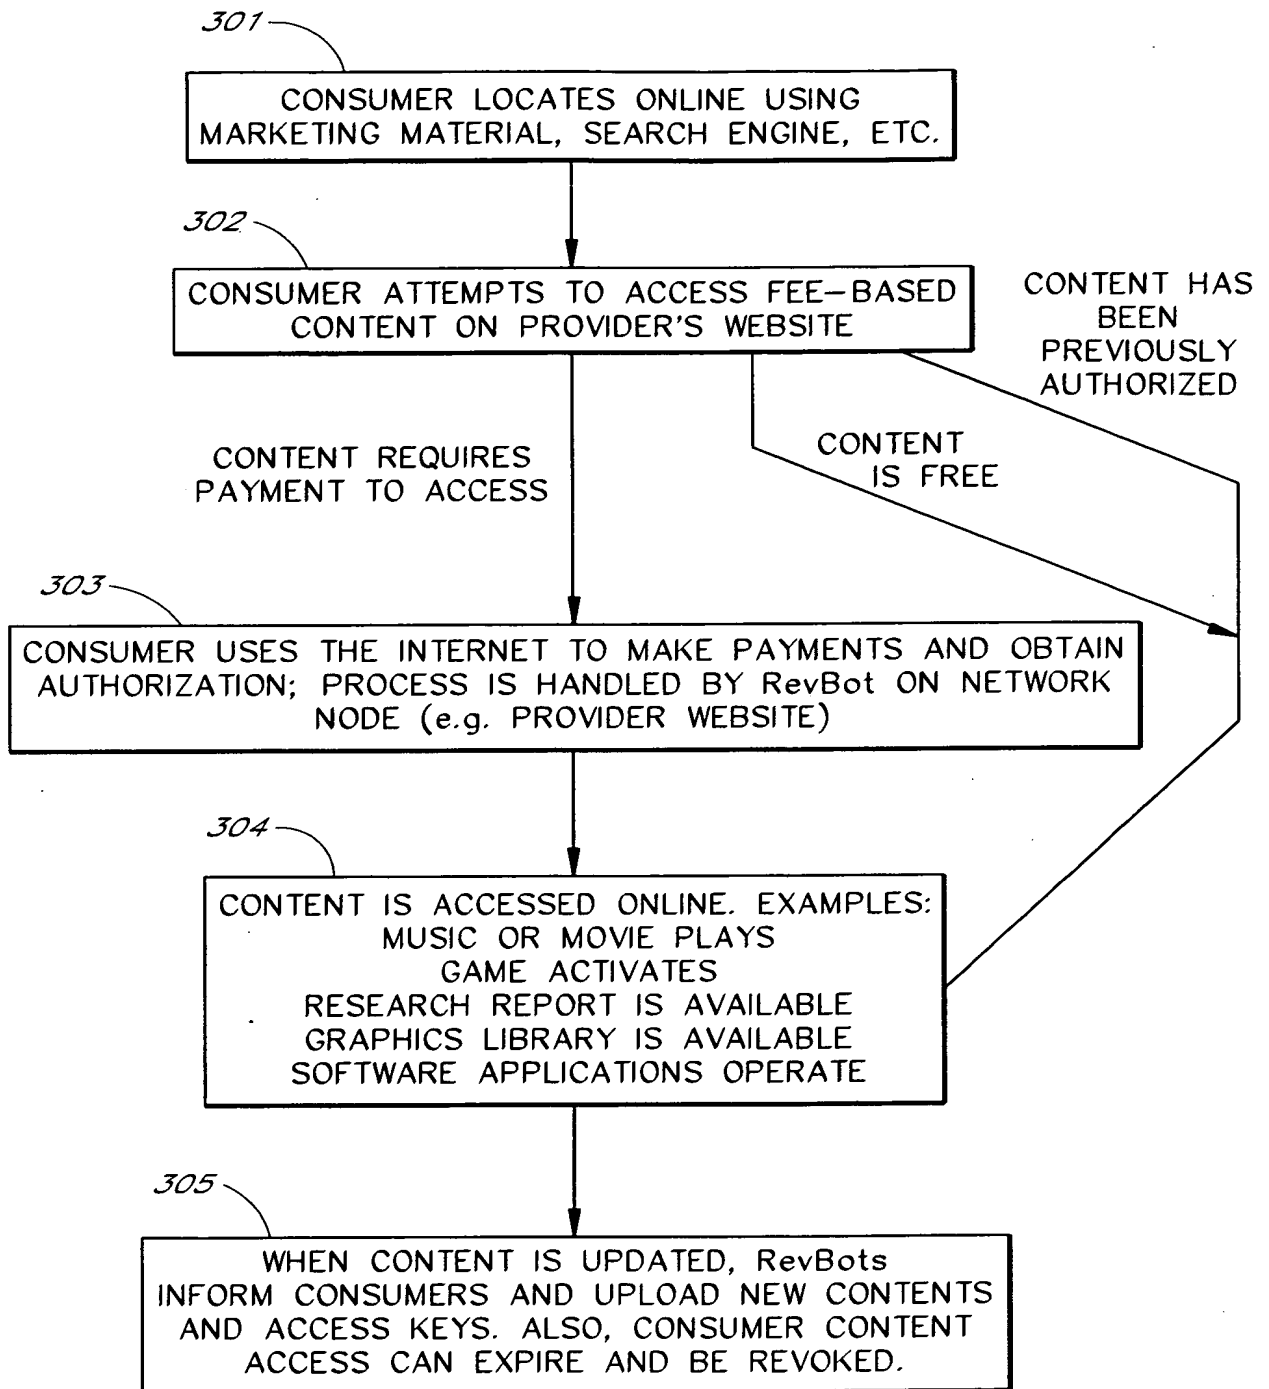 301
CONSUMER LOCATES ONLINE USING
MARKETING MATERIAL, SEARCH ENGINE, ETC.
302
CONSUMER ATTEMPTS TO ACCESS FEE-BASED
CONTENT ON PROVIDER'S WEBSITE
CONTENT HAS
BEEN
PREVIOUSLY
AUTHORIZED
CONTENT REQUIRES
PAYMENT TO ACCESS
CONTENT
IS FREE
303
CONSUMER USES THE INTERNET TO MAKE PAYMENTS AND OBTAIN
AUTHORIZATION; PROCESS IS HANDLED BY RevBot ON NETWORK
NODE (e.g. PROVIDER WEBSITE)
304
CONTENT IS ACCESSED ONLINE. EXAMPLES:
MUSIC OR MOVIE PLAYS
GAME ACTIVATES
RESEARCH REPORT IS AVAILABLE
GRAPHICS LIBRARY IS AVAILABLE
SOFTWARE APPLICATIONS OPERATE
305
WHEN CONTENT IS UPDATED, RevBots
INFORM CONSUMERS AND UPLOAD NEW CONTENTS
AND ACCESS KEYS. ALSO, CONSUMER CONTENT
ACCESS CAN EXPIRE AND BE REVOKED.